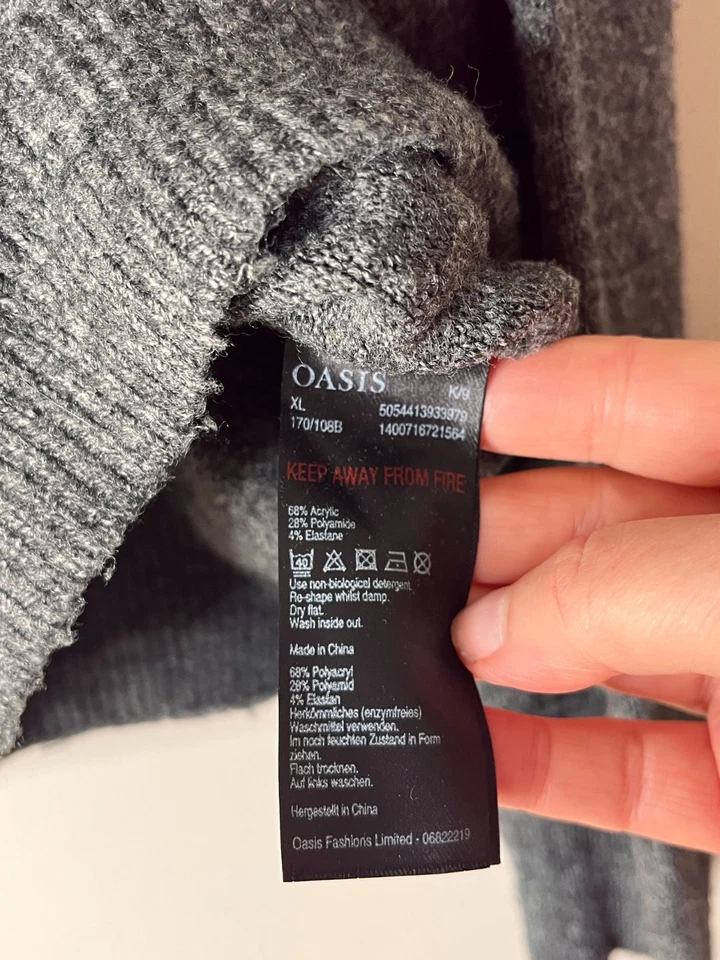 OASIS K/9
XL 5054413933979
170/108B 1400716721564
KEEP AWAY FROM FIRE
68% Acrylic
28% Polyamide
4% Elastane
40
Use non-biological detergent.
Re-shape whilst damp.
Dry flat.
Wash inside out.
Made in China
68% Polyacryl
28% Polyamid
4% Elastan
Herkömmliches (enzymfreies)
Waschmittel verwenden.
Im noch feuchten Zustand in Form
ziehen.
Flach trocknen.
Auf links waschen.
Hergestellt in China
Oasis Fashions Limited - 06822219